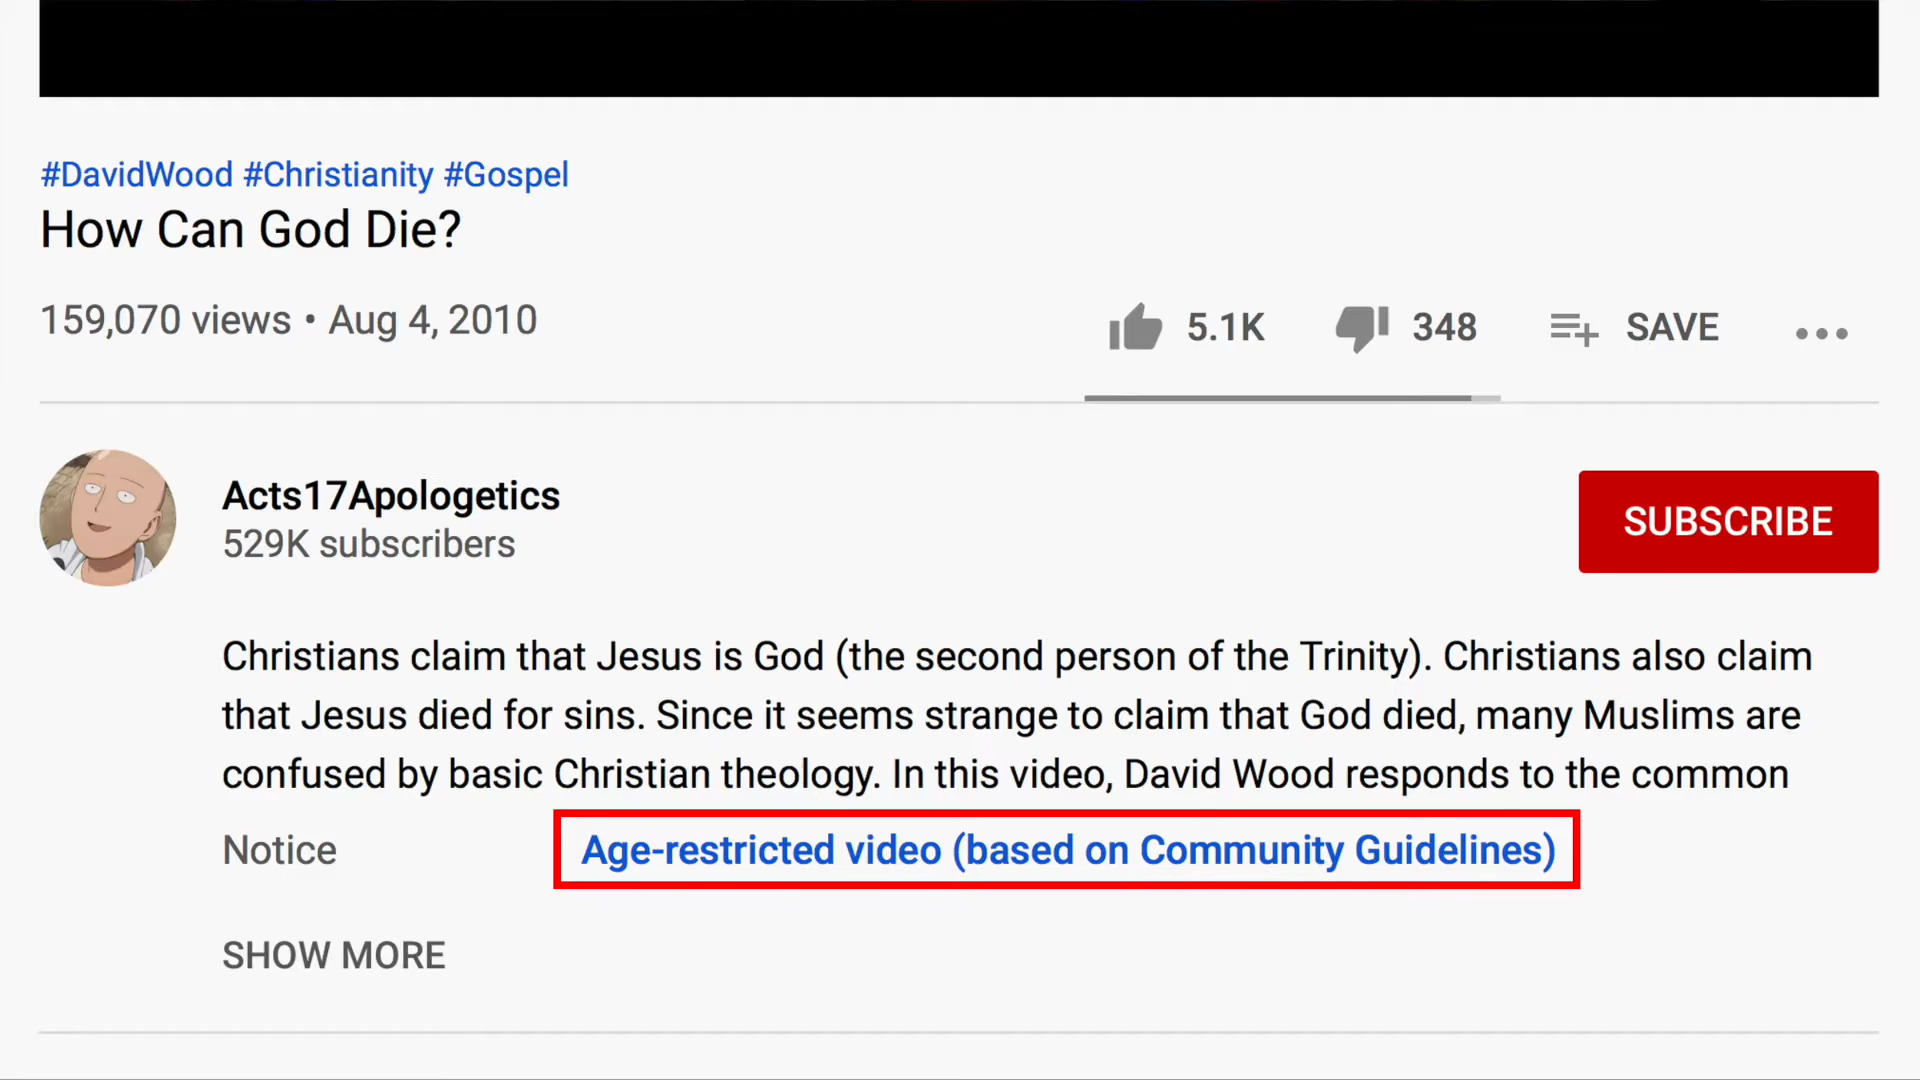 #DavidWood #Christianity #Gospel
How Can God Die?
159,070 views • Aug 4, 2010
5.1K
348
SAVE
Acts17Apologetics
529K subscribers
SUBSCRIBE
Christians claim that Jesus is God (the second person of the Trinity). Christians also claim
that Jesus died for sins. Since it seems strange to claim that God died, many Muslims are
confused by basic Christian theology. In this video, David Wood responds to the common
Notice
Age-restricted video (based on Community Guidelines)
SHOW MORE